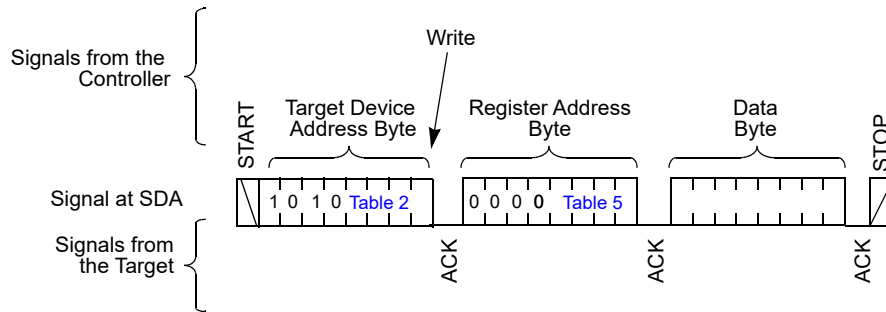 Write
Signals from the
Controller
START
Target Device
Address Byte
Register Address
Byte
Data
Byte
STOP
Signal at SDA
1 0 1 0 Table 2
0 0 0 0 Table 5
Signals from
the Target
ACK
ACK
ACK